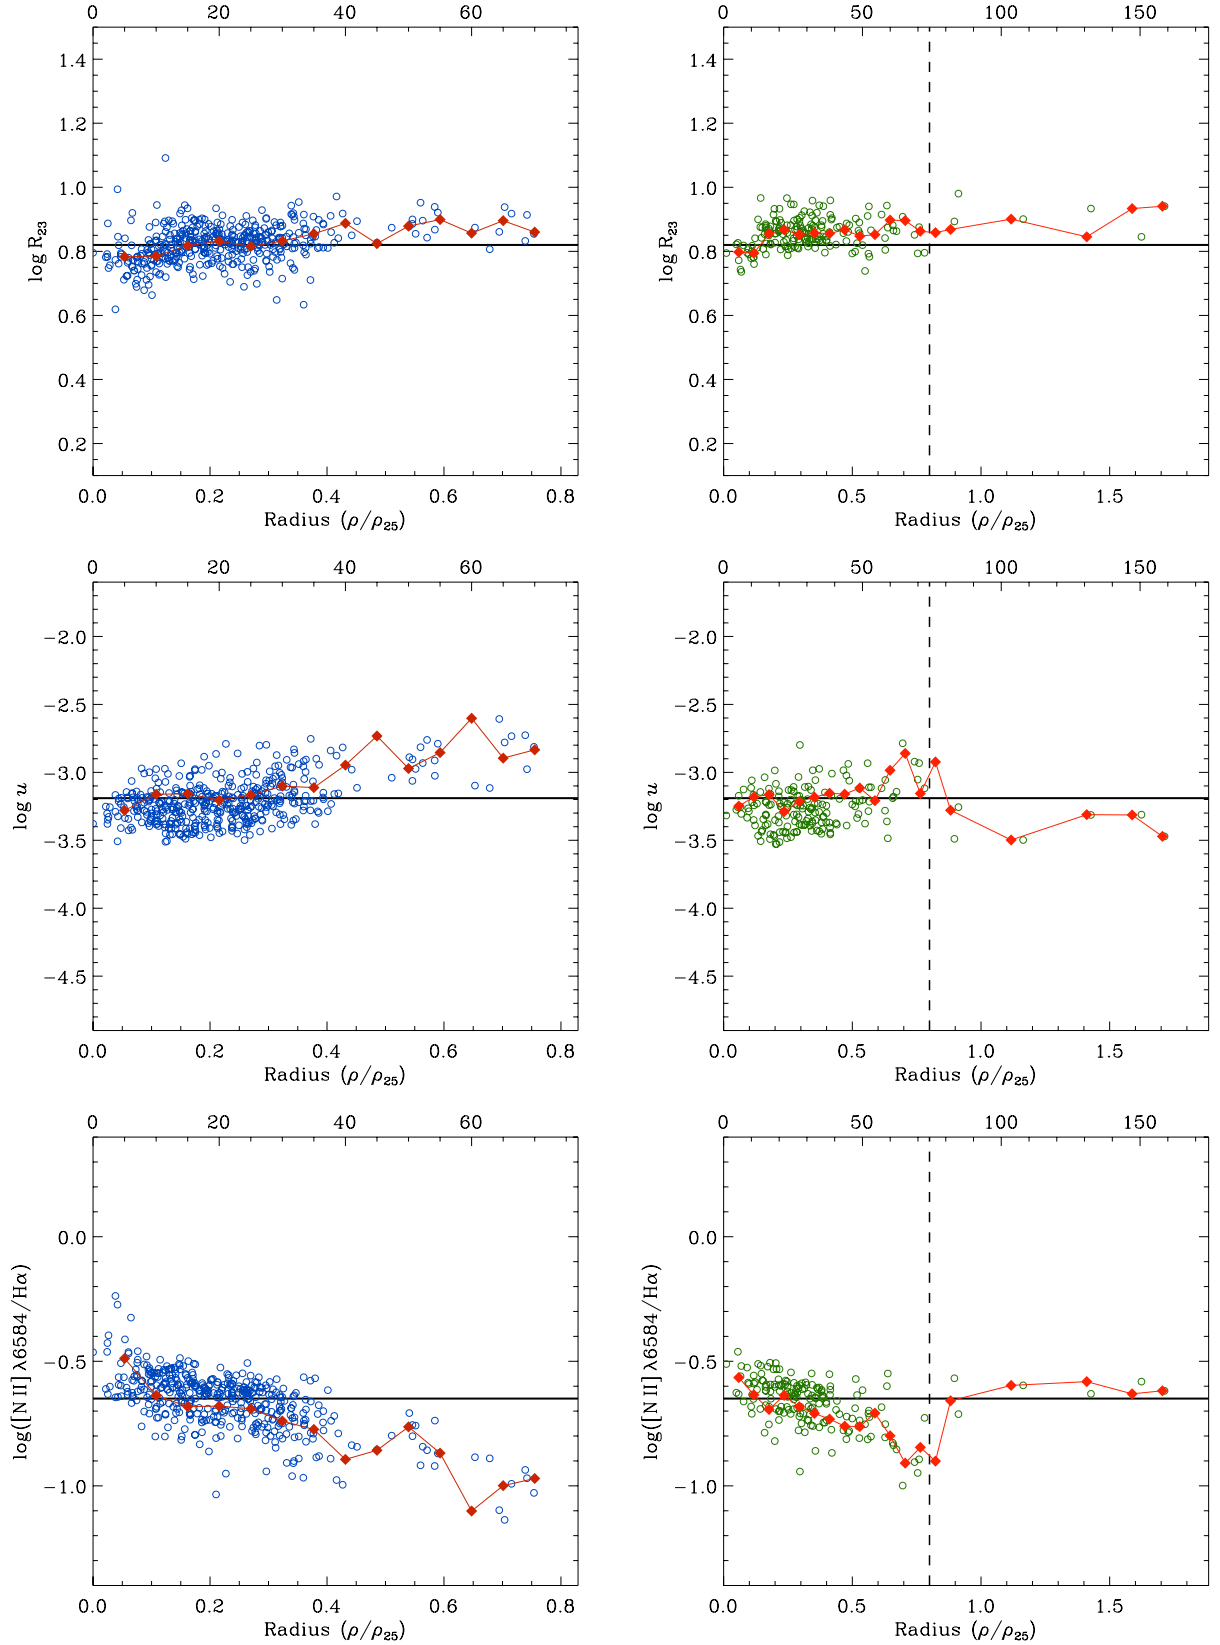 0 20 40 60
1.4
1.2
1.0
0.8
0.6
0.4
0.2
log R23
0.0 0.2 0.4 0.6 0.8
Radius (ρ/ρ25)
0 50 100 150
1.4
1.2
1.0
0.8
0.6
0.4
0.2
log R23
0.0 0.5 1.0 1.5
Radius (ρ/ρ25)
0 20 40 60
−2.0
−2.5
−3.0
−3.5
−4.0
−4.5
log u
0.0 0.2 0.4 0.6 0.8
Radius (ρ/ρ25)
0 50 100 150
−2.0
−2.5
−3.0
−3.5
−4.0
−4.5
log u
0.0 0.5 1.0 1.5
Radius (ρ/ρ25)
0 20 40 60
0.0
−0.5
−1.0
log([N II] λ6584/Hα)
0.0 0.2 0.4 0.6 0.8
Radius (ρ/ρ25)
0 50 100 150
0.0
−0.5
−1.0
log([N II] λ6584/Hα)
0.0 0.5 1.0 1.5
Radius (ρ/ρ25)